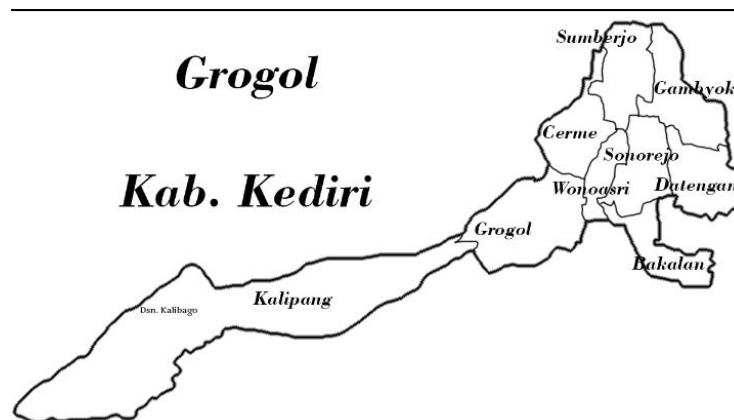 Grogol
Kab. Kediri
Sumberjo
Gambyok
Cerme
Sonorejo
Wonoasri
Datengan
Grogol
Bakalan
Kalipang
Dsn. Kalibago